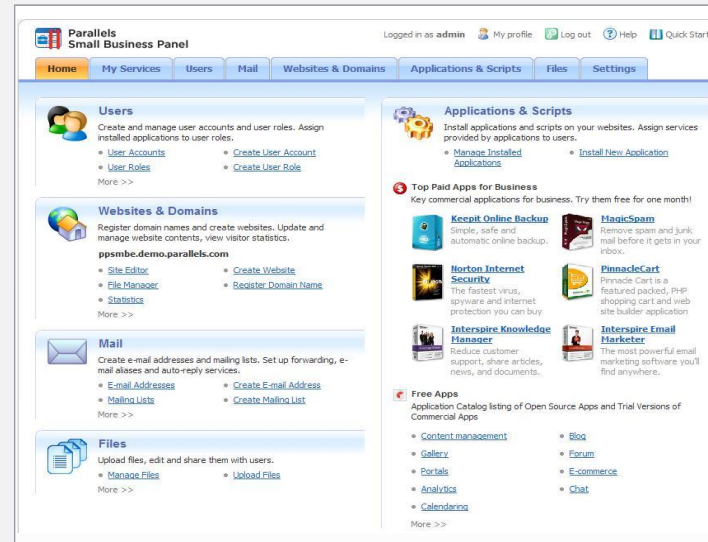 Parallels
Small Business Panel
Logged in as admin My profile Log out Help Quick Start
Home My Services Users Mail Websites & Domains Applications & Scripts Files Settings
Users
Create and manage user accounts and user roles. Assign
installed applications to user roles.
User Accounts Create User Account
User Roles Create User Role
More >>
Websites & Domains
Register domain names and create websites. Update and
manage website contents, view visitor statistics.
ppsmbe.demo.parallels.com
Site Editor Create Website
File Manager Register Domain Name
Statistics
More >>
Mail
Create e-mail addresses and mailing lists. Set up forwarding, e-
mail aliases and auto-reply services.
E-mail Addresses Create E-mail Address
Mailing Lists Create Mailing List
More >>
Files
Upload files, edit and share them with users.
Manage Files Upload Files
More >>
Applications & Scripts
Install applications and scripts on your websites. Assign services
provided by applications to users.
Manage Installed
Applications
Install New Application
Top Paid Apps for Business
Key commercial applications for business. Try them free for one month!
Keepit Online Backup
Simple, safe and
automatic online backup.
MagicSpam
Remove spam and junk
mail before it gets in your
inbox.
Norton Internet
Security
The fastest virus,
spyware and internet
protection you can buy
PinnacleCart
Pinnacle Cart is a
featured packed, PHP
shopping cart and web
site builder application
Interspire Knowledge
Manager
Reduce customer
support, share articles,
news, and documents.
Interspire Email
Marketer
The most powerful email
marketing software you'll
find anywhere.
Free Apps
Application Catalog listing of Open Source Apps and Trial Versions of
Commercial Apps
Content management Blog
Gallery Forum
Portals E-commerce
Analytics Chat
Calendaring
More >>